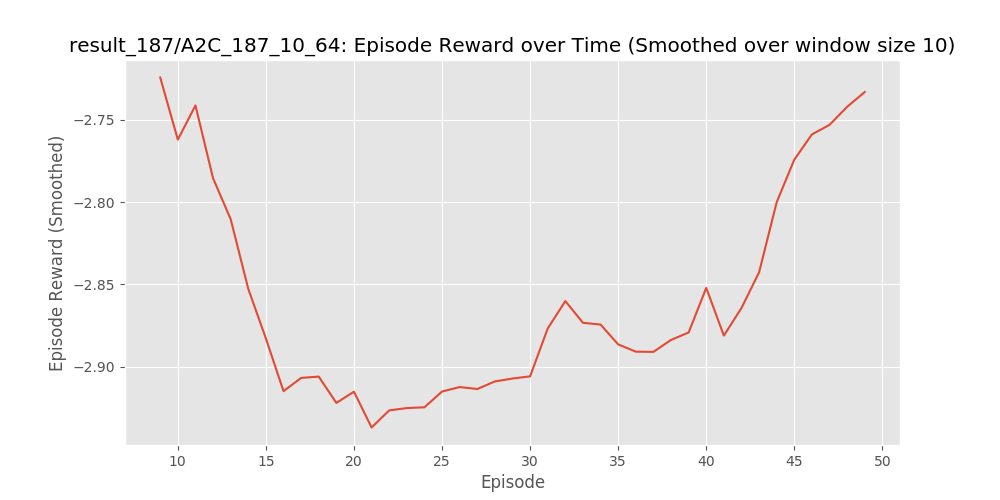 result_187/A2C_187_10_64: Episode Reward over Time (Smoothed over window size 10)
Episode Reward (Smoothed)
−2.75
−2.80
−2.85
−2.90
10 15 20 25 30 35 40 45 50
Episode